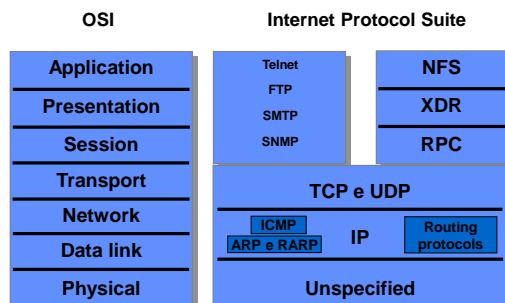 OSI
Internet Protocol Suite
Application
Presentation
Session
Transport
Network
Data link
Physical
Telnet
FTP
SMTP
SNMP
NFS
XDR
RPC
TCP e UDP
ICMP
ARP e RARP
IP
Routing
protocols
Unspecified